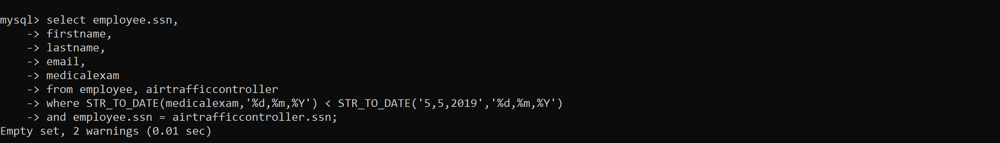 mysql> select employee.ssn,
    -> firstname,
    -> lastname,
    -> email,
    -> medicalexam
    -> from employee, airtrafficcontroller
    -> where STR_TO_DATE(medicalexam,'%d,%m,%Y') < STR_TO_DATE('5,5,2019','%d,%m,%Y')
    -> and employee.ssn = airtrafficcontroller.ssn;
Empty set, 2 warnings (0.01 sec)